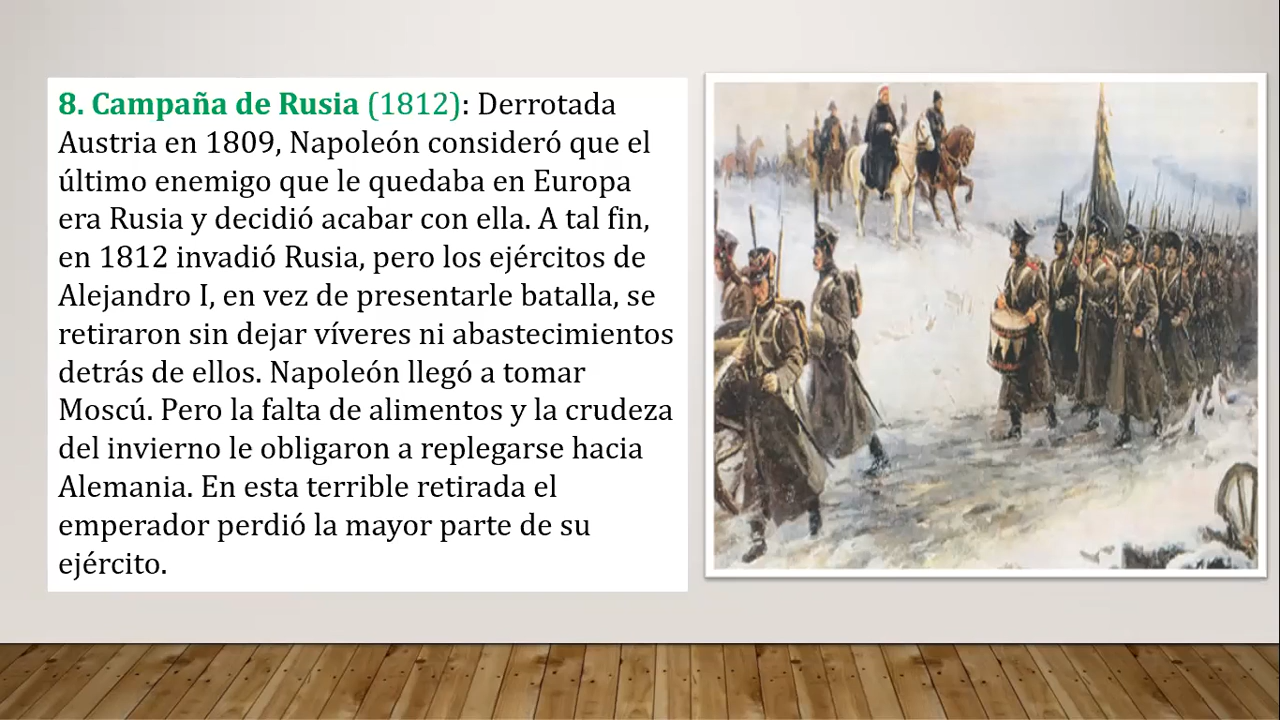 8. Campaña de Rusia (1812): Derrotada
Austria en 1809, Napoleón consideró que el
último enemigo que le quedaba en Europa
era Rusia y decidió acabar con ella. A tal fin,
en 1812 invadió Rusia, pero los ejércitos de
Alejandro I, en vez de presentarle batalla, se
retiraron sin dejar víveres ni abastecimientos
detrás de ellos. Napoleón llegó a tomar
Moscú. Pero la falta de alimentos y la crudeza
del invierno le obligaron a replegarse hacia
Alemania. En esta terrible retirada el
emperador perdió la mayor parte de su
ejército.